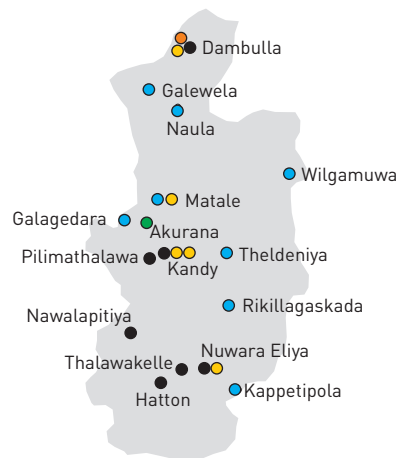 Dambulla
Galewela
Naula
Wilgamuwa
Matale
Galagedara
Akurana
Pilimathalawa
Kandy
Theldeniya
Rikillagaskada
Nawalapitiya
Nuwara Eliya
Thalawakelle
Hatton
Kappetipola